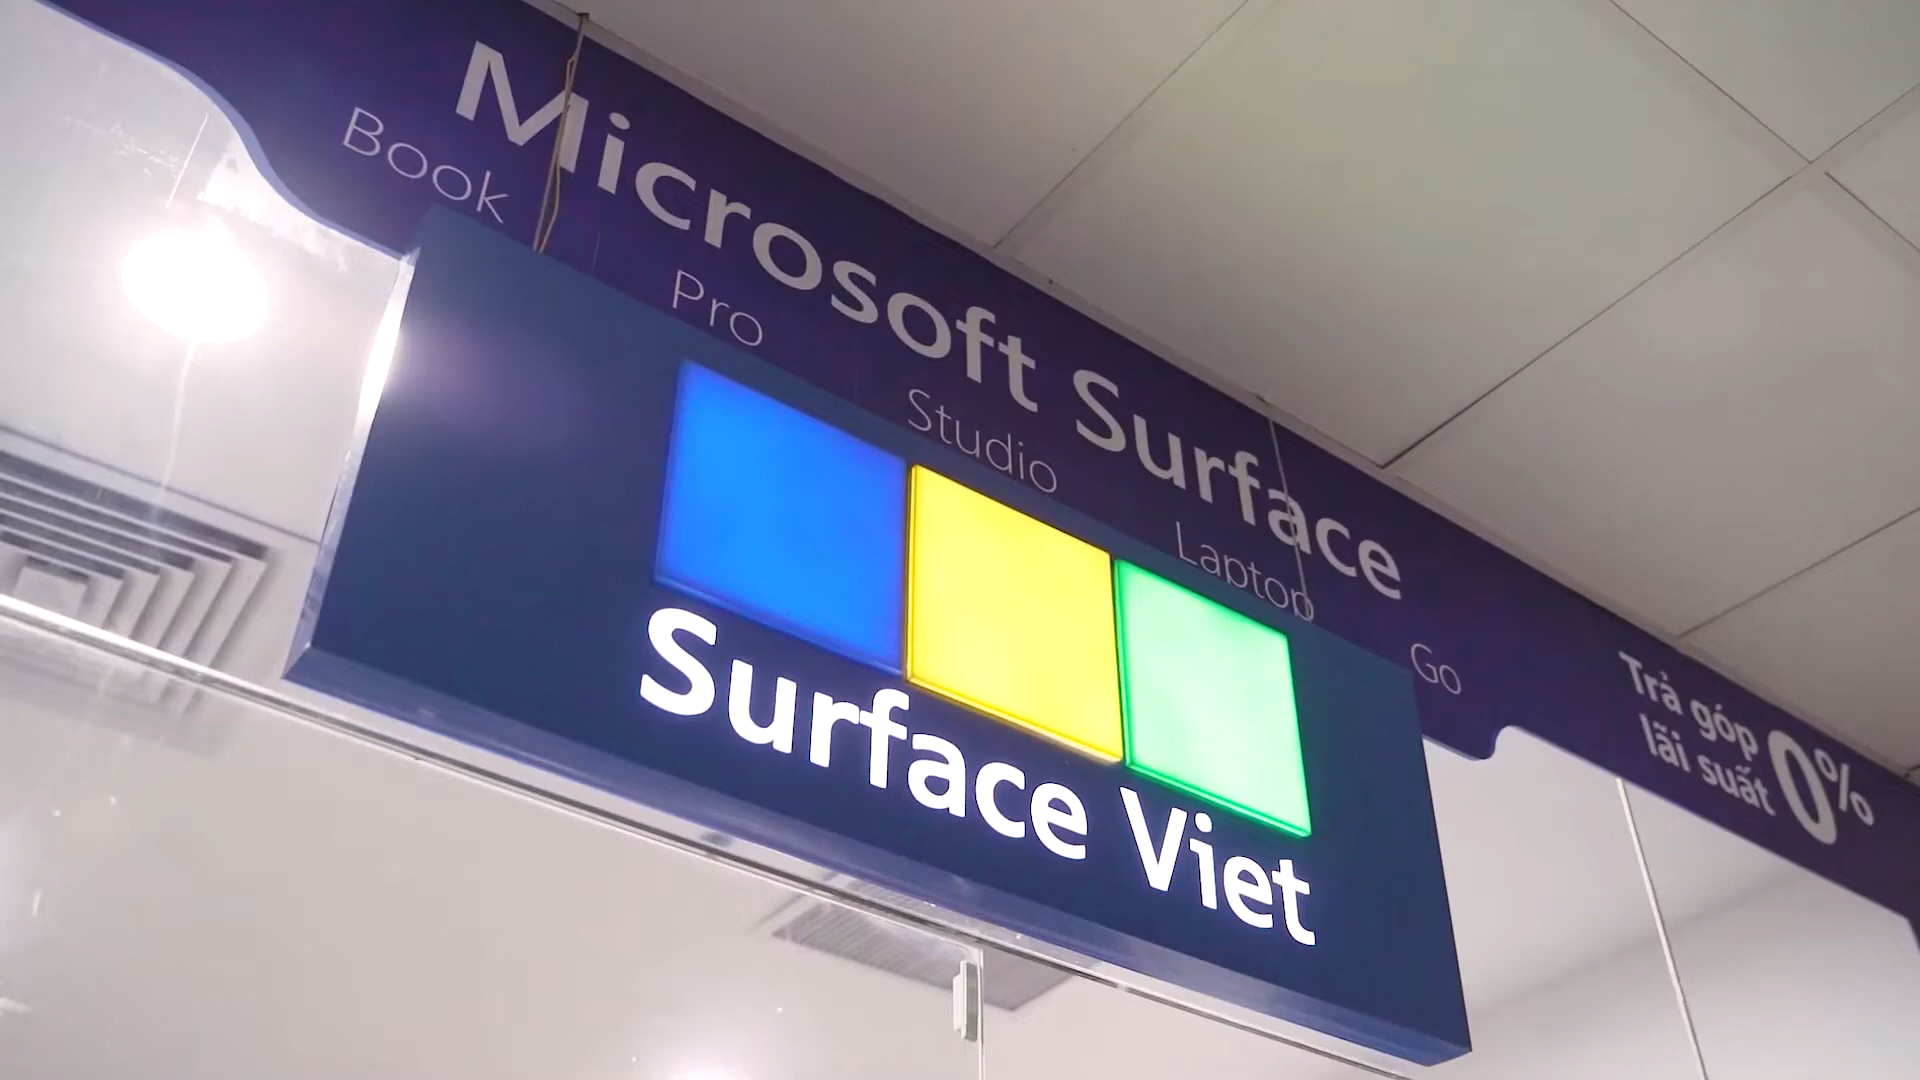 Microsoft Surface
Book
Pro
Studio
Laptop
Go
Surface Viet
Trả góp
lãi suất
0%